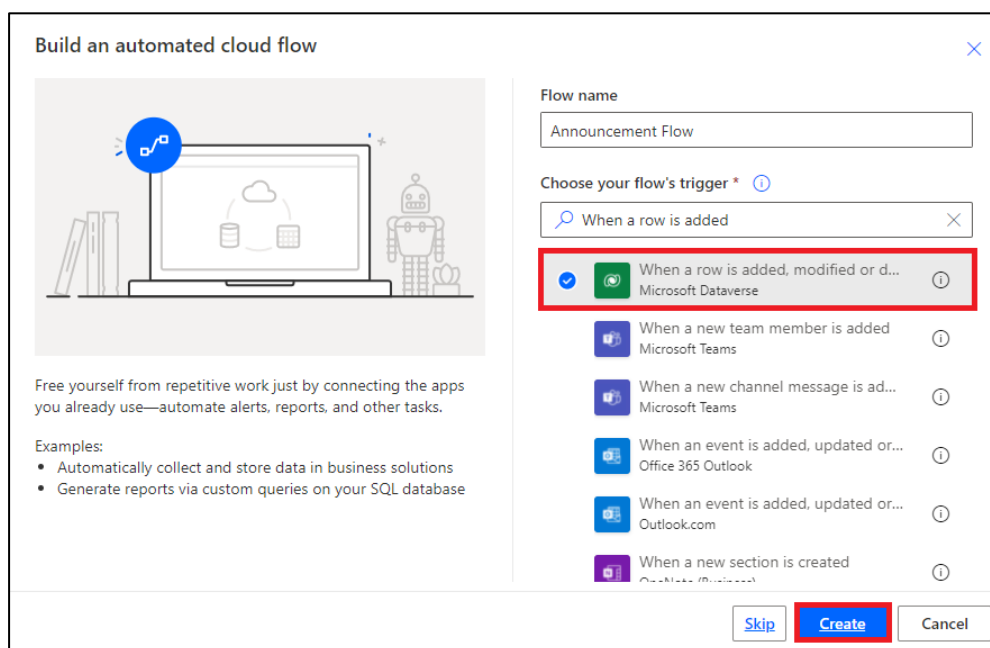 Build an automated cloud flow
Free yourself from repetitive work just by connecting the apps
you already use—automate alerts, reports, and other tasks.
Examples:
• Automatically collect and store data in business solutions
• Generate reports via custom queries on your SQL database
Flow name
Announcement Flow
Choose your flow's trigger *
When a row is added
When a row is added, modified or d...
Microsoft Dataverse
When a new team member is added
Microsoft Teams
When a new channel message is ad...
Microsoft Teams
When an event is added, updated or...
Office 365 Outlook
When an event is added, updated or...
Outlook.com
When a new section is created
OneNote (Business)
Skip
Create
Cancel